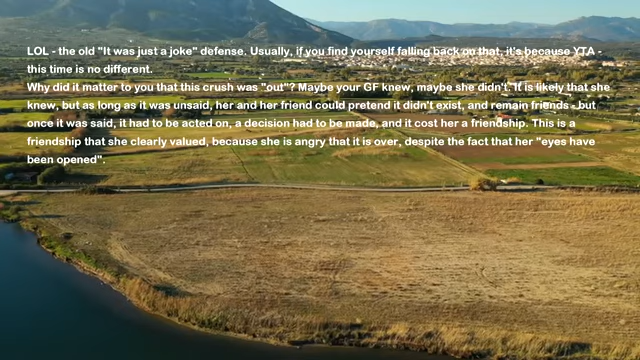 LOL - the old "It was just a joke" defense. Usually, if you find yourself falling back on that, it's because YTA -
this time is no different.
Why did it matter to you that this crush was "out"? Maybe your GF knew, maybe she didn't. It is likely that she
knew, but as long as it was unsaid, her and her friend could pretend it didn't exist, and remain friends - but
once it was said, it had to be acted on, a decision had to be made, and it cost her a friendship. This is a
friendship that she clearly valued, because she is angry that it is over, despite the fact that her "eyes have
been opened".